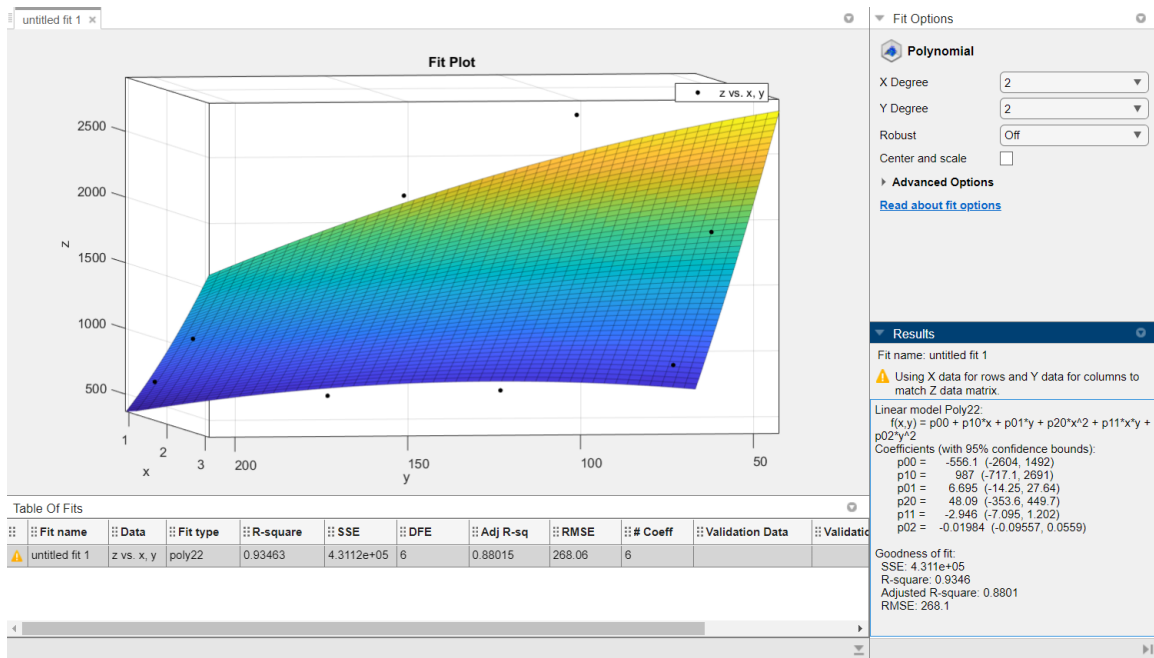 untitled fit 1 ×
Fit Plot
z vs. x, y
2500
2000
1500
1000
500
z
1
2
3
x
200
150
100
50
y
Table Of Fits
Fit name Data Fit type R-square SSE DFE Adj R-sq RMSE # Coeff Validation Data Validatic
untitled fit 1 z vs. x, y poly22 0.93463 4.3112e+05 6 0.88015 268.06 6
Fit Options
Polynomial
X Degree 2
Y Degree 2
Robust Off
Center and scale
Advanced Options
Read about fit options
Results
Fit name: untitled fit 1
Using X data for rows and Y data for columns to
match Z data matrix.
Linear model Poly22:
f(x,y) = p00 + p10*x + p01*y + p20*x^2 + p11*x*y +
p02*y^2
Coefficients (with 95% confidence bounds):
p00 = -556.1 (-2604, 1492)
p10 = 987 (-717.1, 2691)
p01 = 6.695 (-14.25, 27.64)
p20 = 48.09 (-353.6, 449.7)
p11 = -2.946 (-7.095, 1.202)
p02 = -0.01984 (-0.09557, 0.0559)
Goodness of fit:
SSE: 4.311e+05
R-square: 0.9346
Adjusted R-square: 0.8801
RMSE: 268.1